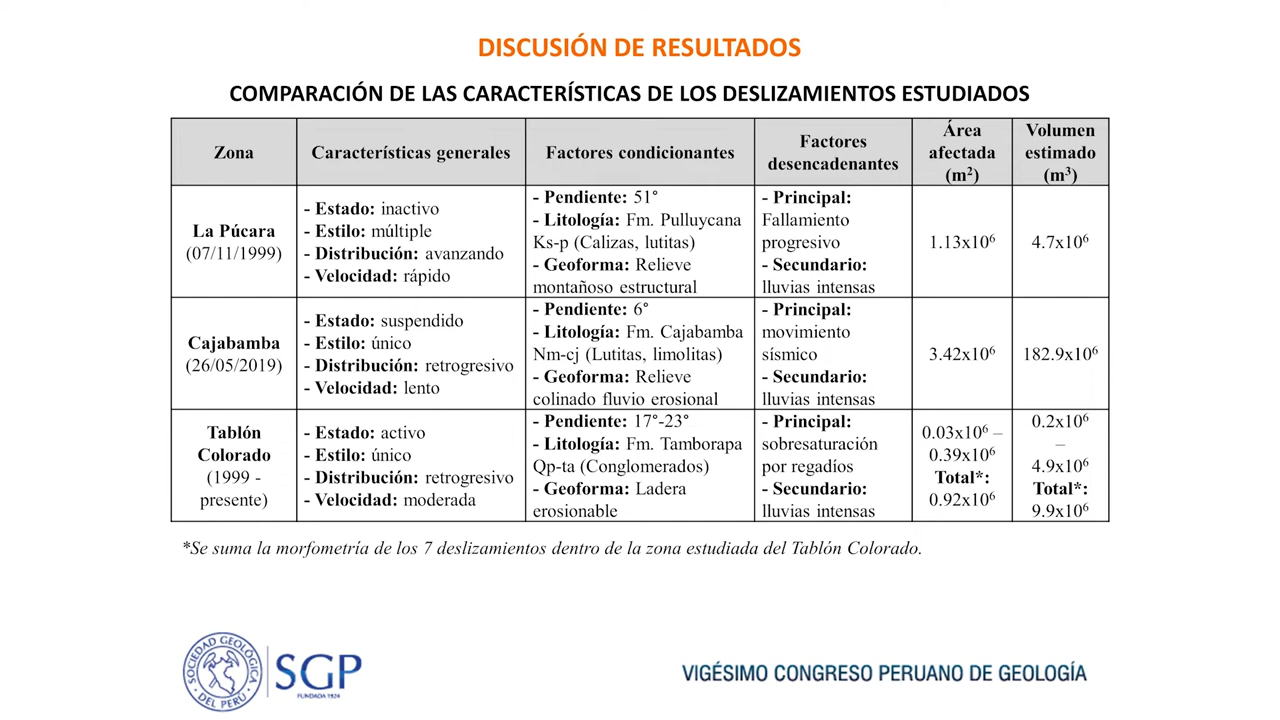 DISCUSIÓN DE RESULTADOS
COMPARACIÓN DE LAS CARACTERÍSTICAS DE LOS DESLIZAMIENTOS ESTUDIADOS
Zona
Características generales
Factores condicionantes
Factores
desencadenantes
Área
afectada
(m²)
Volumen
estimado
(m³)
La Púcara
(07/11/1999)
- Estado: inactivo
- Estilo: múltiple
- Distribución: avanzando
- Velocidad: rápido
- Pendiente: 51°
- Litología: Fm. Pulluycana
Ks-p (Calizas, lutitas)
- Geoforma: Relieve
montañoso estructural
- Principal:
Fallamiento
progresivo
- Secundario:
lluvias intensas
1.13x10⁶
4.7x10⁶
Cajabamba
(26/05/2019)
- Estado: suspendido
- Estilo: único
- Distribución: retrogresivo
- Velocidad: lento
- Pendiente: 6°
- Litología: Fm. Cajabamba
Nm-cj (Lutitas, limolitas)
- Geoforma: Relieve
colinado fluvio erosional
- Principal:
movimiento
sísmico
- Secundario:
lluvias intensas
3.42x10⁶
182.9x10⁶
Tablón
Colorado
(1999 -
presente)
- Estado: activo
- Estilo: único
- Distribución: retrogresivo
- Velocidad: moderada
- Pendiente: 17°-23°
- Litología: Fm. Tamborapa
Qp-ta (Conglomerados)
- Geoforma: Ladera
erosionable
- Principal:
sobresaturación
por regadíos
- Secundario:
lluvias intensas
0.03x10⁶ –
0.39x10⁶
Total*:
0.92x10⁶
0.2x10⁶
–
4.9x10⁶
Total*:
9.9x10⁶
*Se suma la morfometría de los 7 deslizamientos dentro de la zona estudiada del Tablón Colorado.
SOCIEDAD GEOLÓGICA
DEL PERÚ
SGP
FUNDADA 1924
VIGÉSIMO CONGRESO PERUANO DE GEOLOGÍA